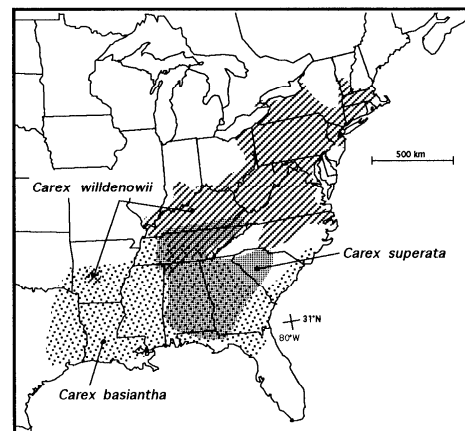 500 km
Carex willdenowii
Carex superata
31°N
80°W
Carex basiantha